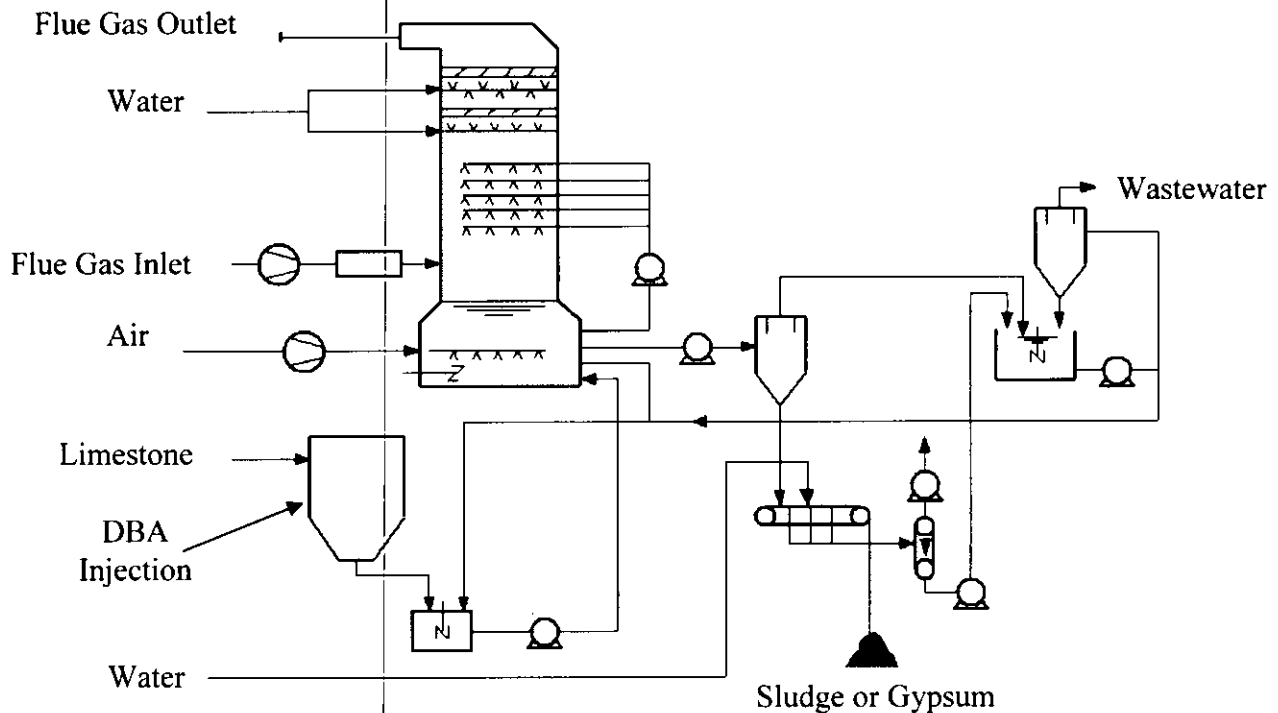 Flue Gas Outlet
Water
Wastewater
Flue Gas Inlet
Air
Limestone
DBA
Injection
Water
Sludge or Gypsum